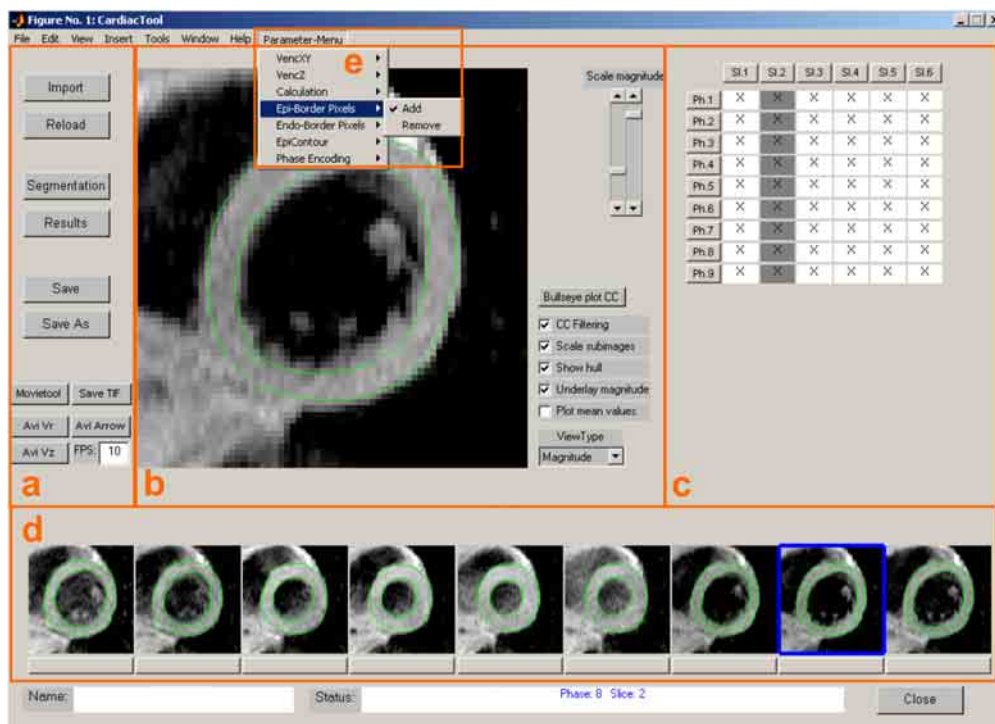 Figure No. 1: CardiacTool
File Edit View Insert Tools Window Help Parameter-Menu
VencXY
VencZ
Calculation
Epi-Border Pixels
Endo-Border Pixels
EpiContour
Phase Encoding
Add
Remove
e
Import
Reload
Segmentation
Results
Save
Save As
Movietool Save TIF
Avi Vr Avi Arrow
Avi Vz FPS: 10
a
b
Scale magnitude
Bullseye plot CC
CC Filtering
Scale subimages
Show hull
Underlay magnitude
Plot mean values
ViewType
Magnitude
c
Sl.1 Sl.2 Sl.3 Sl.4 Sl.5 Sl.6
Ph.1 X X X X X X
Ph.2 X X X X X X
Ph.3 X X X X X X
Ph.4 X X X X X X
Ph.5 X X X X X X
Ph.6 X X X X X X
Ph.7 X X X X X X
Ph.8 X X X X X X
Ph.9 X X X X X X
d
Name: Status: Phase: 8 Slice: 2 Close